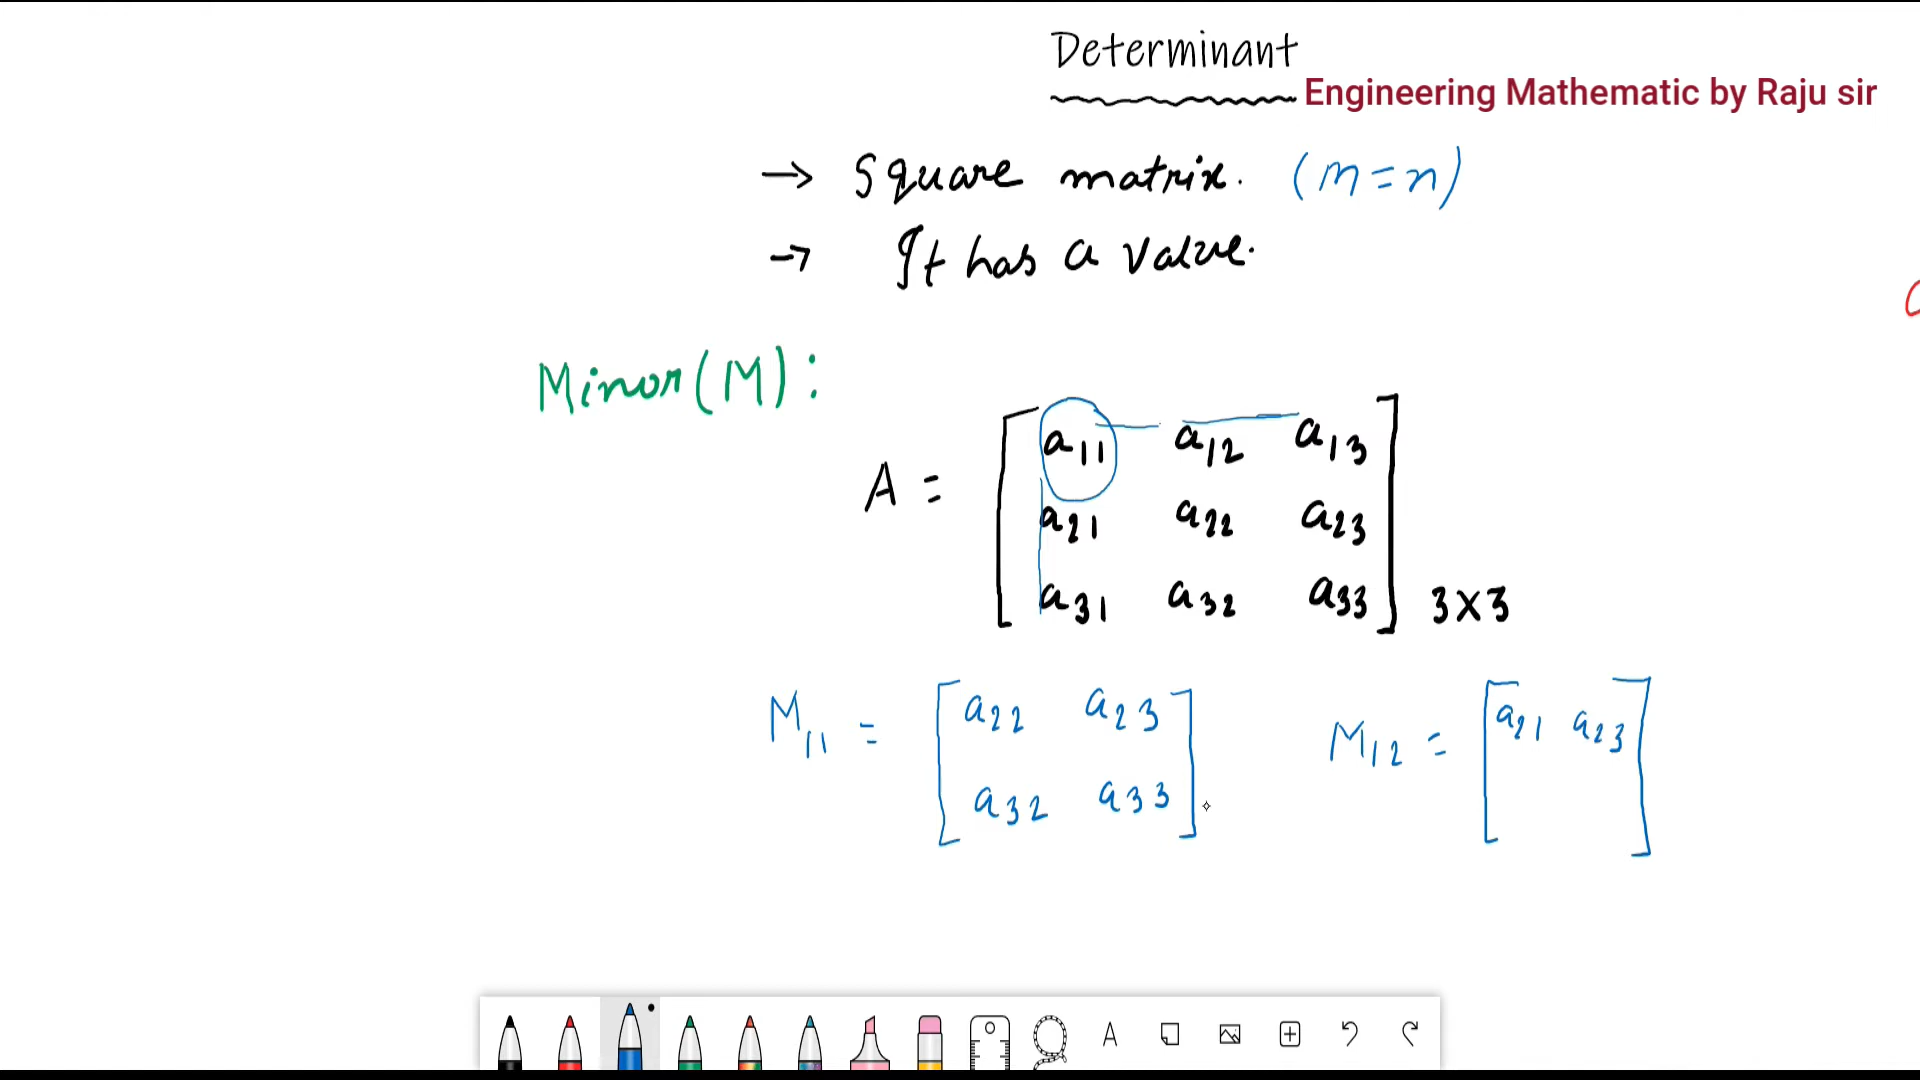 Determinant
Engineering Mathematic by Raju sir
→ Square matrix. (m=n)
→ It has a value.
Minor(M):
A = [ a11 a12 a13
a21 a22 a23
a31 a32 a33 ] 3×3
M11 = [ a22 a23 M12 = [ a21 a23 ]
a32 a33 ]